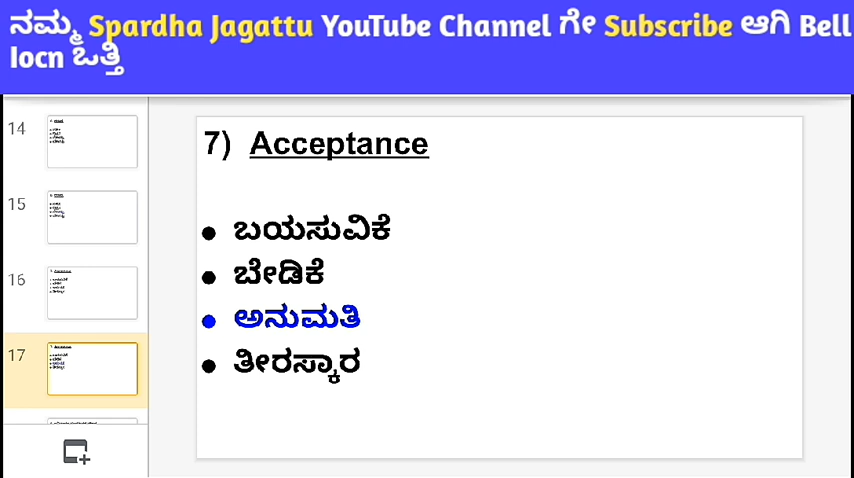 ನಮ್ಮ Spardha Jagattu YouTube Channel ಗೇ Subscribe ಆಗಿ Bell
Iocn ಒತ್ತಿ
14
15
16
17
7) Acceptance
• ಬಯಸುವಿಕೆ
• ಬೇಡಿಕೆ
• ಅನುಮತಿ
• ತೀರಸ್ಕಾರ